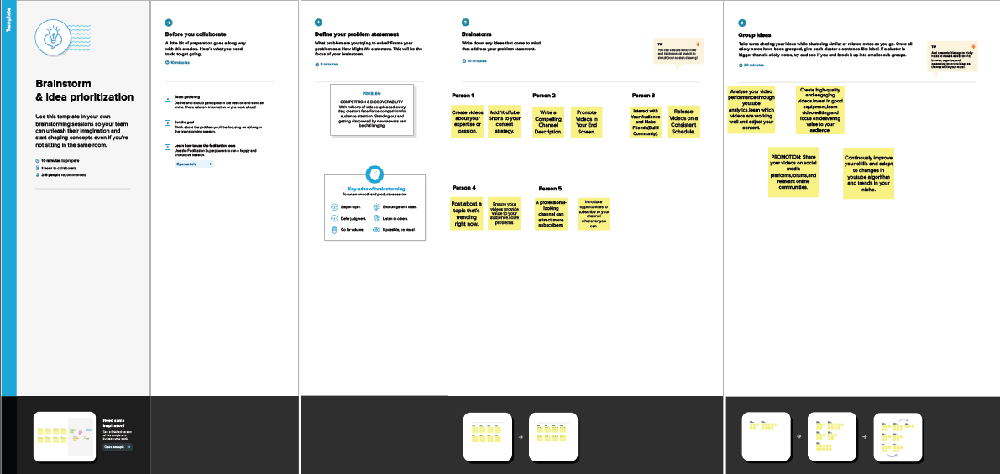 Template
Brainstorm
& idea prioritization
Use this template in your own
brainstorming sessions so your team
can unleash their imagination and
start shaping concepts even if you're
not sitting in the same room.
10 minutes to prepare
1 hour to collaborate
2-8 people recommended
Need some
inspiration?
See a finished version
of this template to
kickstart your work.
Open example
Before you collaborate
A little bit of preparation goes a long way
with this session. Here's what you need
to do to get going.
10 minutes
Team gathering
Define who should participate in the session and send an
invite. Share relevant information or pre-work ahead.
Set the goal
Think about the problem you'll be focusing on solving in
the brainstorming session.
Learn how to use the facilitation tools
Use the Facilitation Superpowers to run a happy and
productive session.
Open article
1
Define your problem statement
What problem are you trying to solve? Frame your
problem as a How Might We statement. This will be the
focus of your brainstorm.
5 minutes
PROBLEM
COMPETITION & DISCOVERABILITY
With millions of videos uploaded every
day, creators face fierce competition for
audience attention. Standing out and
getting discovered by new viewers can
be challenging.
Key rules of brainstorming
To run an smooth and productive session
Stay in topic.
Encourage wild ideas.
Defer judgment.
Listen to others.
Go for volume.
If possible, be visual
2
Brainstorm
Write down any ideas that come to mind
that address your problem statement.
10 minutes
TIP
You can select a sticky note
and hit the pencil [switch to
sketch] icon to start drawing!
Person 1
Create videos
about your
expertise or
passion.
Add YouTube
Shorts to your
content
strategy.
Person 2
Write a
Compelling
Channel
Description.
Promote
Videos in
Your End
Screen.
Person 3
Interact with
Your Audience
and Make
Friends(Build
Community).
Release
Videos on a
Consistent
Schedule.
Person 4
Post about a
topic that's
trending
right now.
Ensure your
videos provide
value to your
audience.solve
problems.
Person 5
A professional-
looking
channel can
attract more
subscribers.
Introduce
opportunities to
subscribe to your
channel
wherever you
can
3
Group ideas
Take turns sharing your ideas while clustering similar or related notes as you go. Once all
sticky notes have been grouped, give each cluster a sentence-like label. If a cluster is
bigger than six sticky notes, try and see if you and break it up into smaller sub-groups.
20 minutes
TIP
Add customizable tags to sticky
notes to make it easier to find,
browse, organize, and
categorize important ideas as
themes within your mural.
Analyse your video
performance through
youtube
analytics.learn which
videos are working
well and adjust your
content.
Create high-quality
and engaging
videos.invest in good
equipment,learn
video editing and
focus on delivering
value to your
audience.
PROMOTION: Share
your videos on social
media
platforms,forums,and
relavant online
communities.
Continously improve
your skills and adapt
to changes in
youtube algorithm
and trends in your
niche.